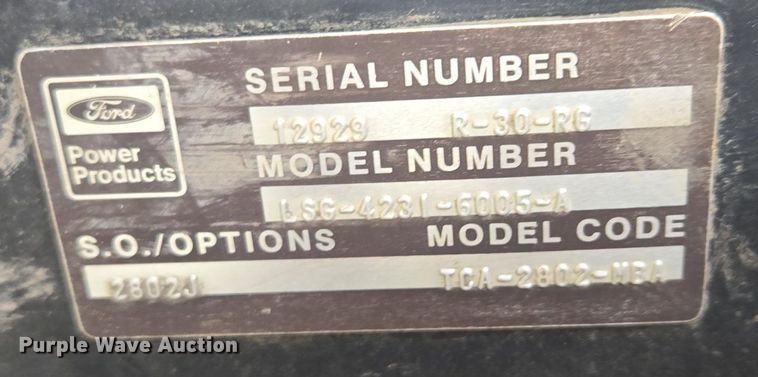 SERIAL NUMBER
Ford
Power
Products
12929 R-30-RG
MODEL NUMBER
LSG-423I-6005-A
S.O./OPTIONS MODEL CODE
2802J TCA-2802-MBA
Purple Wave Auction